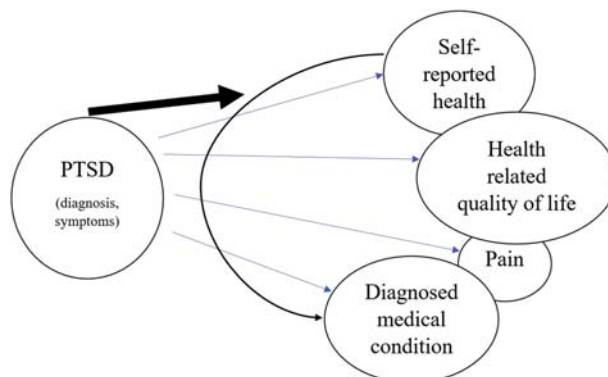 Self-
reported
health
PTSD
(diagnosis,
symptoms)
Health
related
quality of life
Pain
Diagnosed
medical
condition